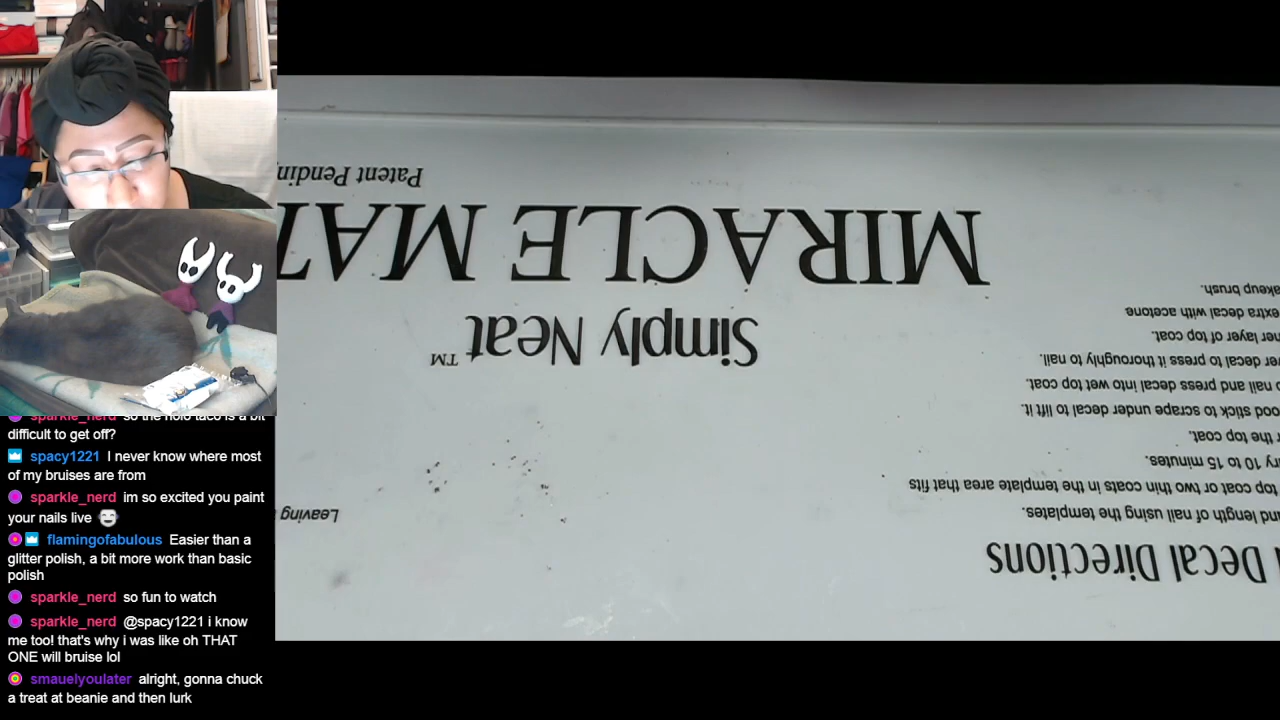 sparkle_nerd so the holo taco is a bit
difficult to get off?
spacy1221 I never know where most
of my bruises are from
sparkle_nerd im so excited you paint
your nails live
flamingofabulous Easier than a
glitter polish, a bit more work than basic
polish
sparkle_nerd so fun to watch
sparkle_nerd @spacy1221 i know
me too! that's why i was like oh THAT
ONE will bruise lol
smauelyoulater alright, gonna chuck
a treat at beanie and then lurk
Decal Directions
and length of nail using the templates.
top coat or two thin coats in the template area that fits
10 to 15 minutes.
r the top coat.
ood stick to scrape under decal to lift it.
o nail and press decal into wet top coat.
er decal to press it thoroughly to nail.
her layer of top coat.
extra decal with acetone
akeup brush.
Leaving
Simply Neat™
MIRACLE MAT
Patent Pending